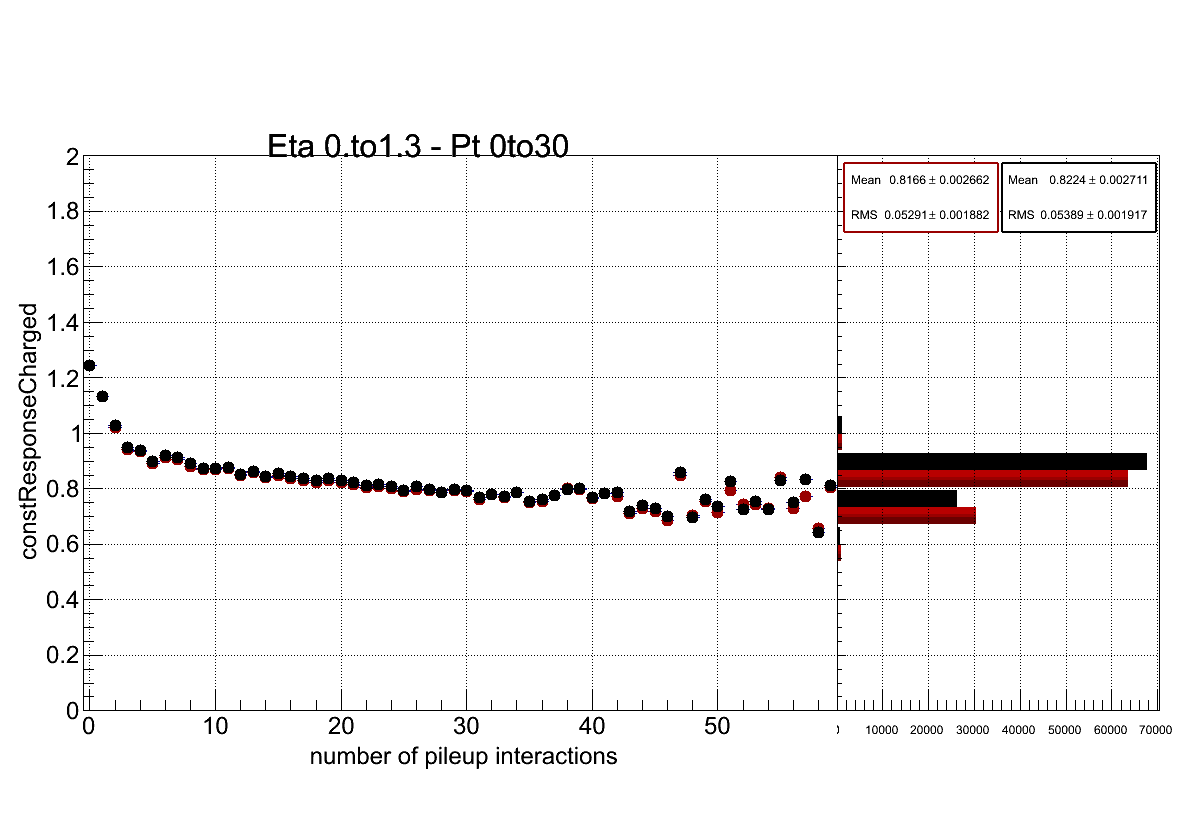 Eta 0.to1.3 - Pt 0to30
2
1.8
1.6
1.4
1.2
1
0.8
0.6
0.4
0.2
0
constResponseCharged
0 10 20 30 40 50
number of pileup interactions
Mean 0.8166 ± 0.002662
RMS 0.05291 ± 0.001882
Mean 0.8224 ± 0.002711
RMS 0.05389 ± 0.001917
10000 20000 30000 40000 50000 60000 70000